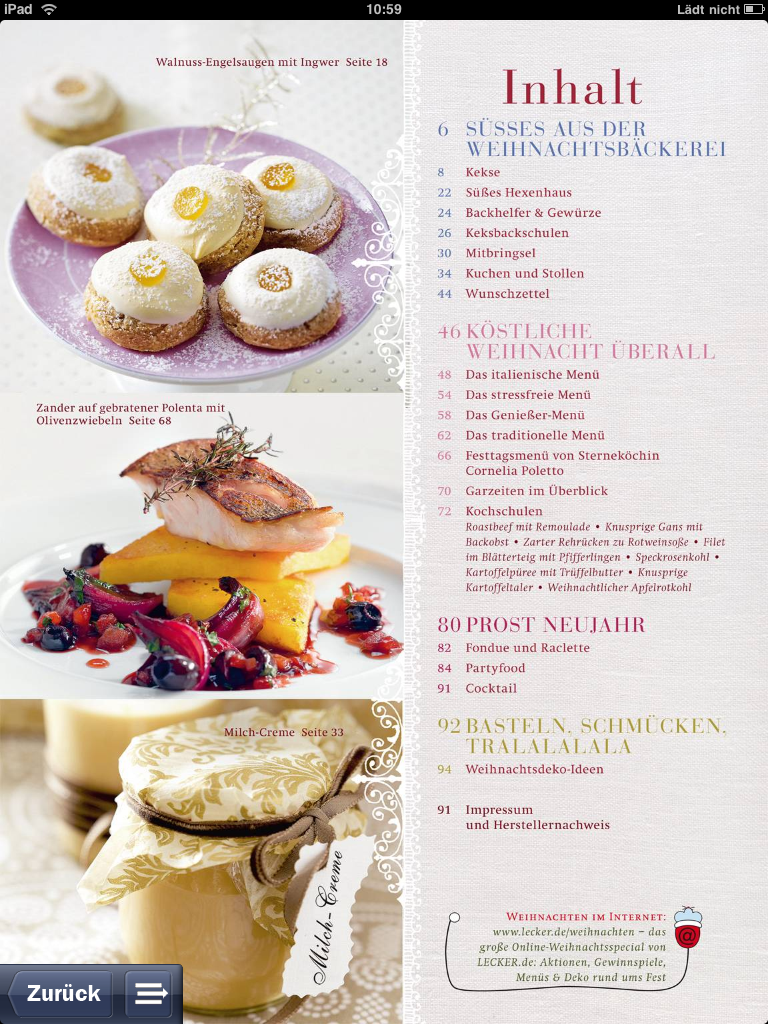 iPad 10:59 Lädt nicht
Walnuss-Engelsaugen mit Ingwer Seite 18
Zander auf gebratener Polenta mit
Olivenzwiebeln Seite 68
Milch-Creme Seite 33
Milch-Creme
Zurück
Inhalt
6 SÜSSES AUS DER
WEIHNACHTSBÄCKEREI
8 Kekse
22 Süßes Hexenhaus
24 Backhelfer & Gewürze
26 Keksbackschulen
30 Mitbringsel
34 Kuchen und Stollen
44 Wunschzettel
46 KÖSTLICHE
WEIHNACHT ÜBERALL
48 Das italienische Menü
54 Das stressfreie Menü
58 Das Genießer-Menü
62 Das traditionelle Menü
66 Festtagsmenü von Sterneköchin
Cornelia Poletto
70 Garzeiten im Überblick
72 Kochschulen
Roastbeef mit Remoulade • Knusprige Gans mit
Backobst • Zarter Rehrücken zu Rotweinsoße • Filet
im Blätterteig mit Pfifferlingen • Speckrosenkohl •
Kartoffelpüree mit Trüffelbutter • Knusprige
Kartoffeltaler • Weihnachtlicher Apfelrotkohl
80 PROST NEUJAHR
82 Fondue und Raclette
84 Partyfood
91 Cocktail
92 BASTELN, SCHMÜCKEN,
TRALALALALA
94 Weihnachtsdeko-Ideen
91 Impressum
und Herstellernachweis
WEIHNACHTEN IM INTERNET:
www.lecker.de/weihnachten – das
große Online-Weihnachtsspecial von
LECKER.de: Aktionen, Gewinnspiele,
Menüs & Deko rund ums Fest
@